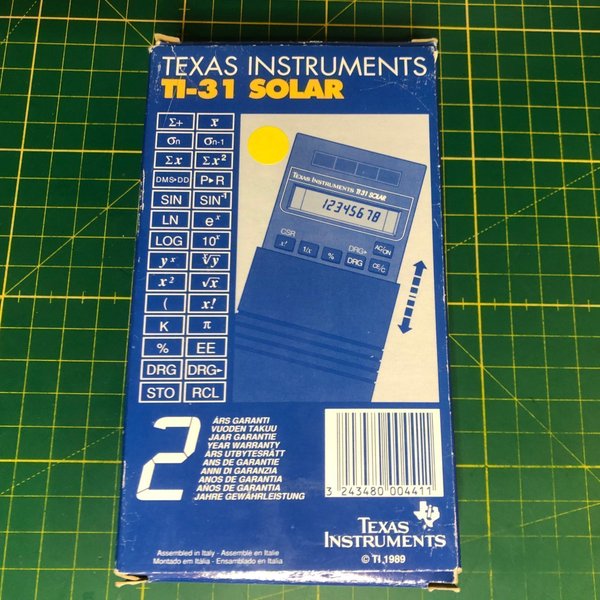 TEXAS INSTRUMENTS
TI-31 SOLAR
Σ+ x̄
σn σn-1
Σx Σx²
DMS▸DD P▸R
SIN SIN⁻¹
LN eˣ
LOG 10ˣ
yˣ ˣ√y
x² √x
( x!
K π
% EE
DRG DRG▸
STO RCL
TEXAS INSTRUMENTS TI-31 SOLAR
12345678
CSR DRG▸ AC/ON
x! 1/x % DRG CE/C
2
ÅRS GARANTI
VUODEN TAKUU
JAAR GARANTIE
YEAR WARRANTY
ÅRS UTBYTESRÄTT
ANS DE GARANTIE
ANNI DI GARANZIA
ANOS DE GARANTIA
AÑOS DE GARANTIA
JAHRE GEWÄHRLEISTUNG
3 243480 004411
TEXAS
INSTRUMENTS
© TI, 1989
Assembled in Italy - Assemblé en Italie
Montado em Itália - Ensamblado en Italia